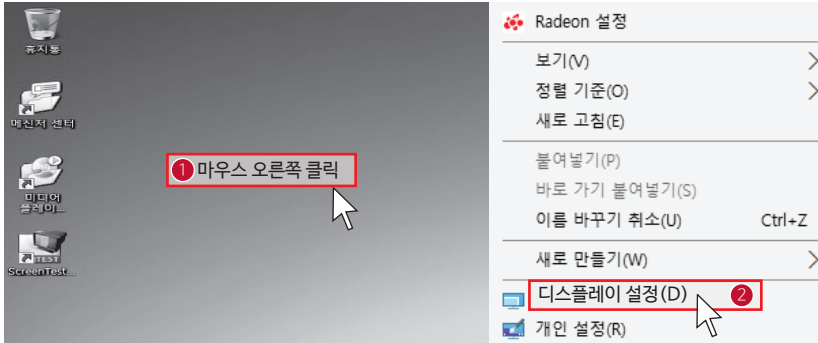 휴지통
메신저 센터
미디어
플레이...
TEST
ScreenTest...
1 마우스 오른쪽 클릭
Radeon 설정
보기(V)
정렬 기준(O)
새로 고침(E)
붙여넣기(P)
바로 가기 붙여넣기(S)
이름 바꾸기 취소(U) Ctrl+Z
새로 만들기(W)
디스플레이 설정(D) 2
개인 설정(R)